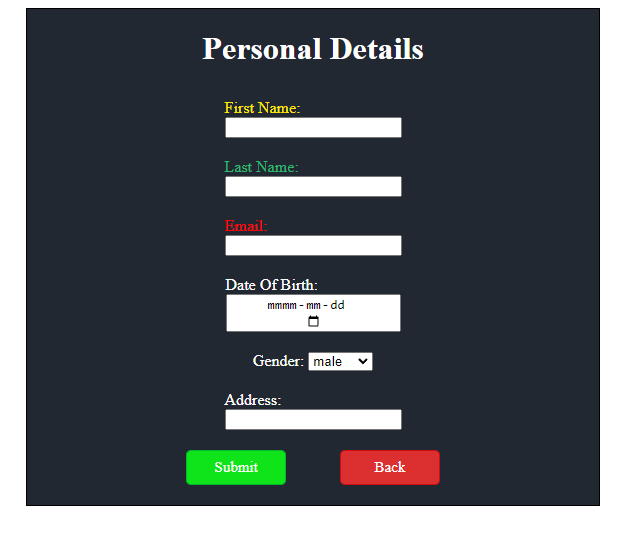 Personal Details
First Name:
Last Name:
Email:
Date Of Birth:
mmmm-mm-dd
Gender: male
Address:
Submit Back